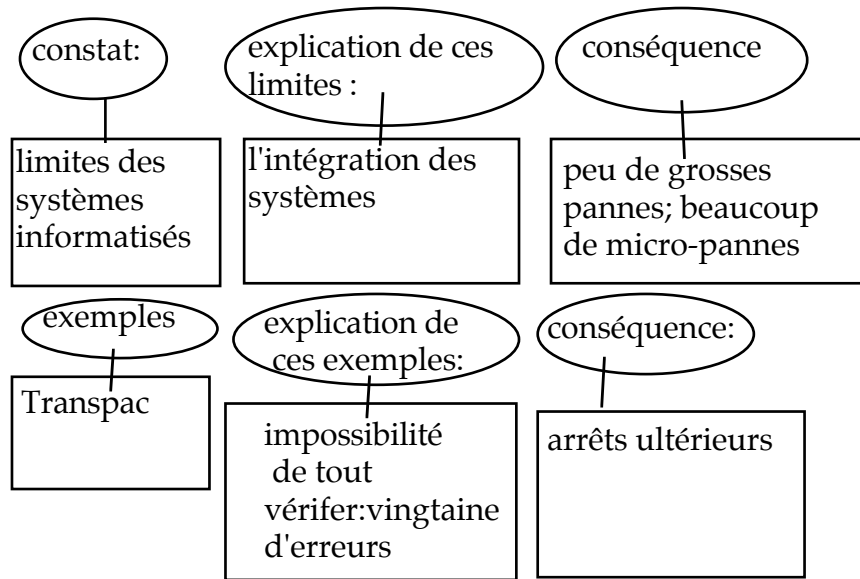 constat:
explication de ces
limites :
conséquence
limites des
systèmes
informatisés
l'intégration des
systèmes
peu de grosses
pannes; beaucoup
de micro-pannes
exemples
explication de
ces exemples:
conséquence:
Transpac
impossibilité
de tout
vérifer:vingtaine
d'erreurs
arrêts ultérieurs